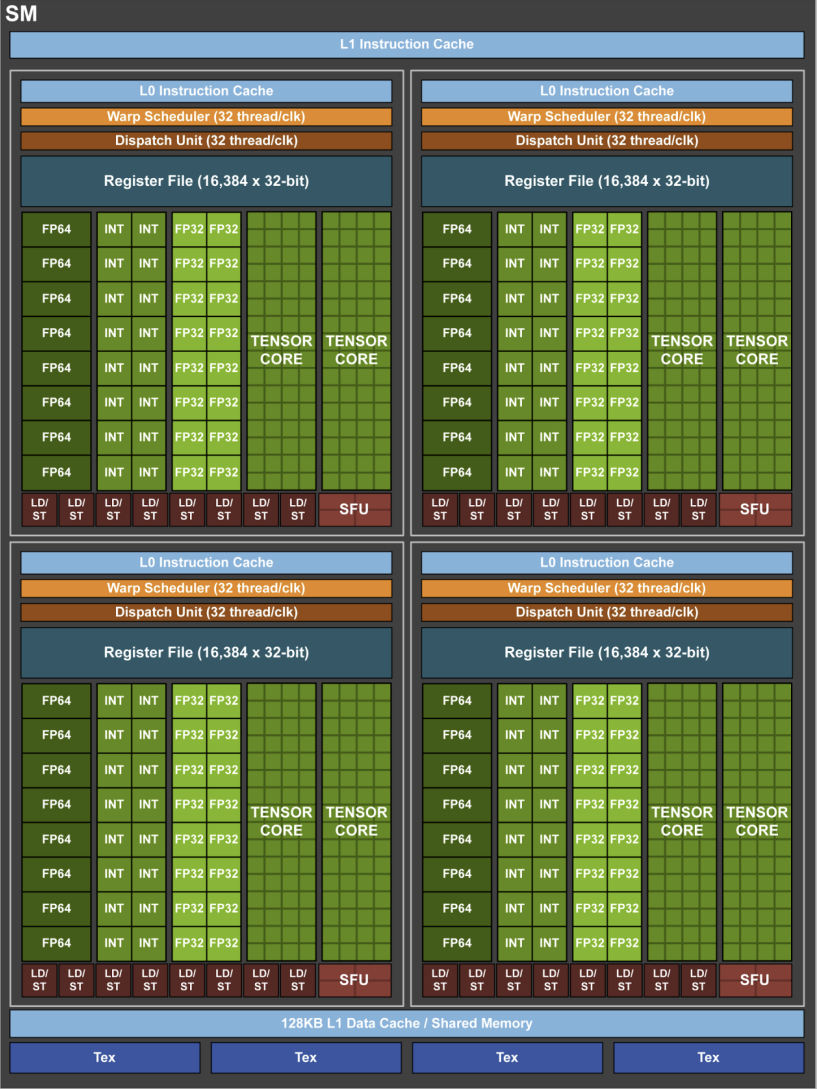 SM
L1 Instruction Cache
L0 Instruction Cache L0 Instruction Cache
Warp Scheduler (32 thread/clk) Warp Scheduler (32 thread/clk)
Dispatch Unit (32 thread/clk) Dispatch Unit (32 thread/clk)
Register File (16,384 x 32-bit) Register File (16,384 x 32-bit)
FP64 INT INT FP32 FP32 FP64 INT INT FP32 FP32
FP64 INT INT FP32 FP32 FP64 INT INT FP32 FP32
FP64 INT INT FP32 FP32 FP64 INT INT FP32 FP32
FP64 INT INT FP32 FP32 FP64 INT INT FP32 FP32
TENSOR TENSOR TENSOR TENSOR
CORE CORE CORE CORE
FP64 INT INT FP32 FP32 FP64 INT INT FP32 FP32
FP64 INT INT FP32 FP32 FP64 INT INT FP32 FP32
FP64 INT INT FP32 FP32 FP64 INT INT FP32 FP32
FP64 INT INT FP32 FP32 FP64 INT INT FP32 FP32
LD/ LD/ LD/ LD/ LD/ LD/ LD/ LD/ LD/ LD/ LD/ LD/ LD/ LD/ LD/ LD/
ST ST ST ST ST ST ST ST SFU ST ST ST ST ST ST ST ST SFU
L0 Instruction Cache L0 Instruction Cache
Warp Scheduler (32 thread/clk) Warp Scheduler (32 thread/clk)
Dispatch Unit (32 thread/clk) Dispatch Unit (32 thread/clk)
Register File (16,384 x 32-bit) Register File (16,384 x 32-bit)
FP64 INT INT FP32 FP32 FP64 INT INT FP32 FP32
FP64 INT INT FP32 FP32 FP64 INT INT FP32 FP32
FP64 INT INT FP32 FP32 FP64 INT INT FP32 FP32
FP64 INT INT FP32 FP32 FP64 INT INT FP32 FP32
TENSOR TENSOR TENSOR TENSOR
CORE CORE CORE CORE
FP64 INT INT FP32 FP32 FP64 INT INT FP32 FP32
FP64 INT INT FP32 FP32 FP64 INT INT FP32 FP32
FP64 INT INT FP32 FP32 FP64 INT INT FP32 FP32
FP64 INT INT FP32 FP32 FP64 INT INT FP32 FP32
LD/ LD/ LD/ LD/ LD/ LD/ LD/ LD/ LD/ LD/ LD/ LD/ LD/ LD/ LD/ LD/
ST ST ST ST ST ST ST ST SFU ST ST ST ST ST ST ST ST SFU
128KB L1 Data Cache / Shared Memory
Tex Tex Tex Tex